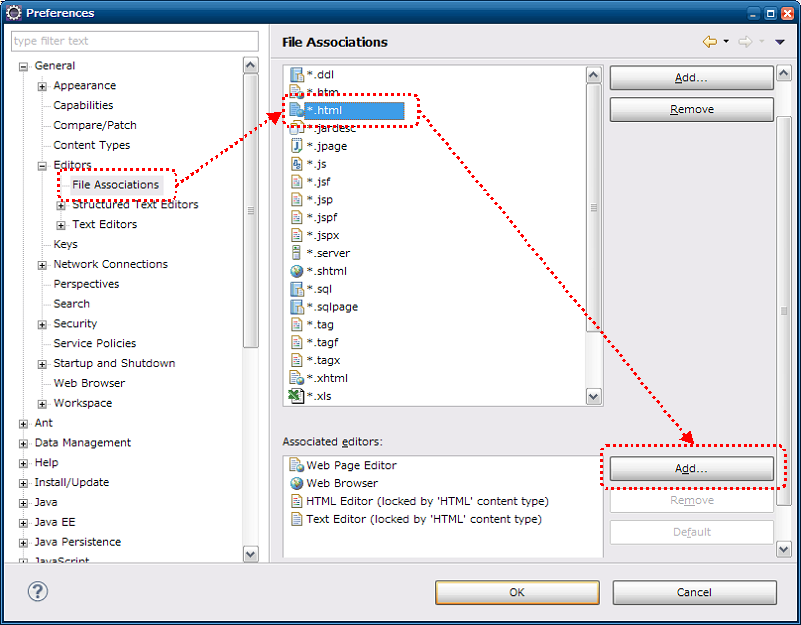 Preferences
type filter text
General
Appearance
Capabilities
Compare/Patch
Content Types
Editors
File Associations
Structured Text Editors
Text Editors
Keys
Network Connections
Perspectives
Search
Security
Service Policies
Startup and Shutdown
Web Browser
Workspace
Ant
Data Management
Help
Install/Update
Java
Java EE
Java Persistence
JavaScript
File Associations
*.ddl
*.htm
*.html
*.jardesc
*.jpage
*.js
*.jsf
*.jsp
*.jspf
*.jspx
*.server
*.shtml
*.sql
*.sqlpage
*.tag
*.tagf
*.tagx
*.xhtml
*.xls
Add...
Remove
Associated editors:
Web Page Editor
Web Browser
HTML Editor (locked by 'HTML' content type)
Text Editor (locked by 'HTML' content type)
Add...
Remove
Default
?
OK
Cancel